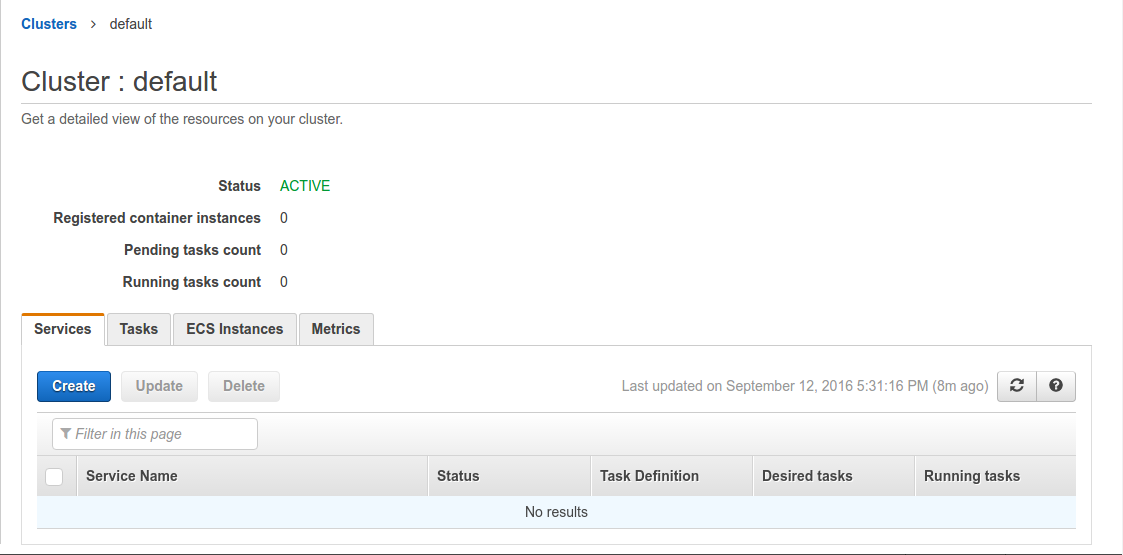 Clusters > default
Cluster : default
Get a detailed view of the resources on your cluster.
Status ACTIVE
Registered container instances 0
Pending tasks count 0
Running tasks count 0
Services Tasks ECS Instances Metrics
Create Update Delete Last updated on September 12, 2016 5:31:16 PM (8m ago)
Filter in this page
Service Name Status Task Definition Desired tasks Running tasks
No results